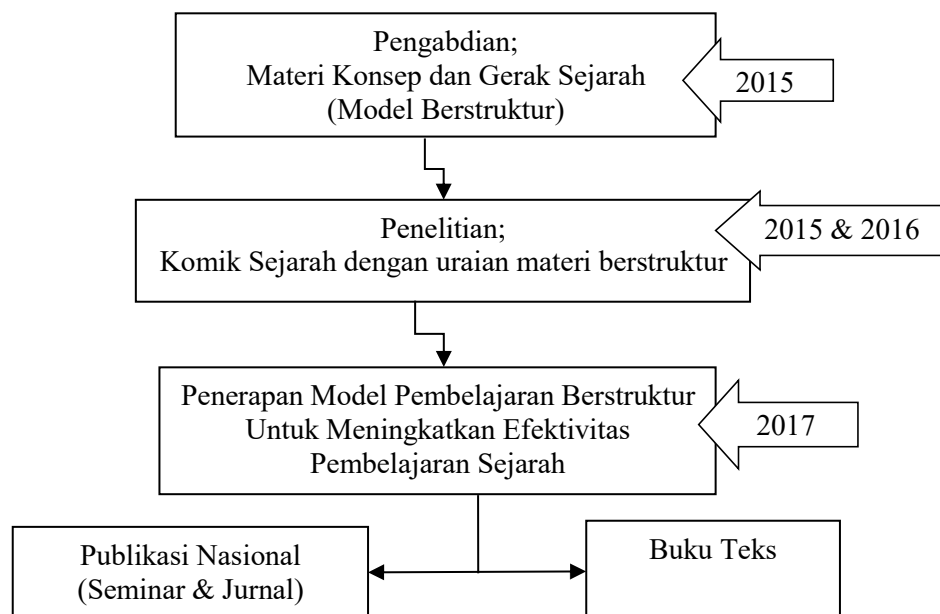 Pengabdian;
Materi Konsep dan Gerak Sejarah
(Model Berstruktur)
2015
Penelitian;
Komik Sejarah dengan uraian materi berstruktur
2015 & 2016
Penerapan Model Pembelajaran Berstruktur
Untuk Meningkatkan Efektivitas
Pembelajaran Sejarah
2017
Publikasi Nasional
(Seminar & Jurnal)
Buku Teks